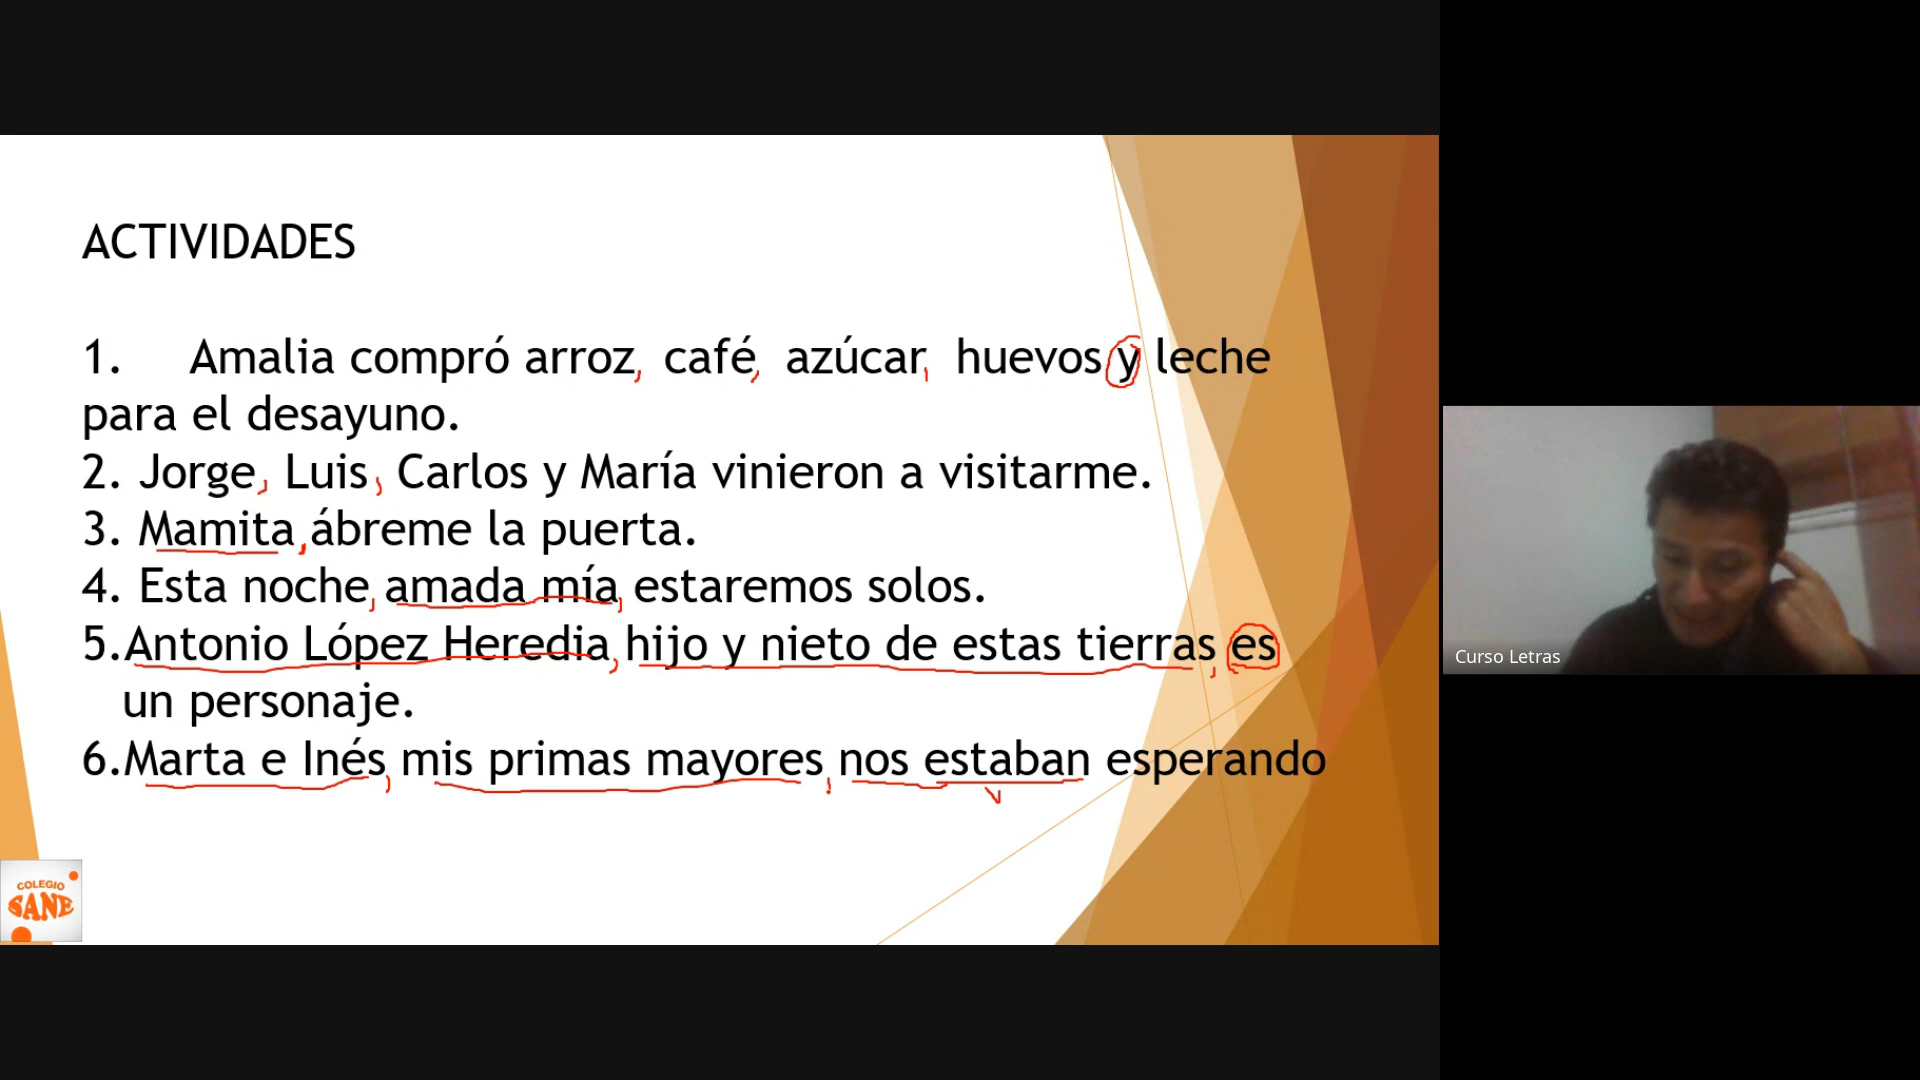 ACTIVIDADES
1. Amalia compró arroz, café, azúcar, huevos y leche
para el desayuno.
2. Jorge, Luis, Carlos y María vinieron a visitarme.
3. Mamita, ábreme la puerta.
4. Esta noche, amada mía, estaremos solos.
5.Antonio López Heredia, hijo y nieto de estas tierras, es
un personaje.
6.Marta e Inés, mis primas mayores, nos estaban esperando
v
COLEGIO
SANE
Curso Letras